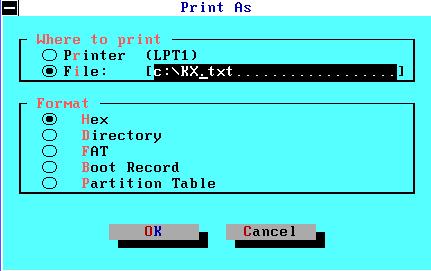 Print As
Where to print
Printer (LPT1)
File: [c:\KX_txt..................]
Format
Hex
Directory
FAT
Boot Record
Partition Table
OK Cancel